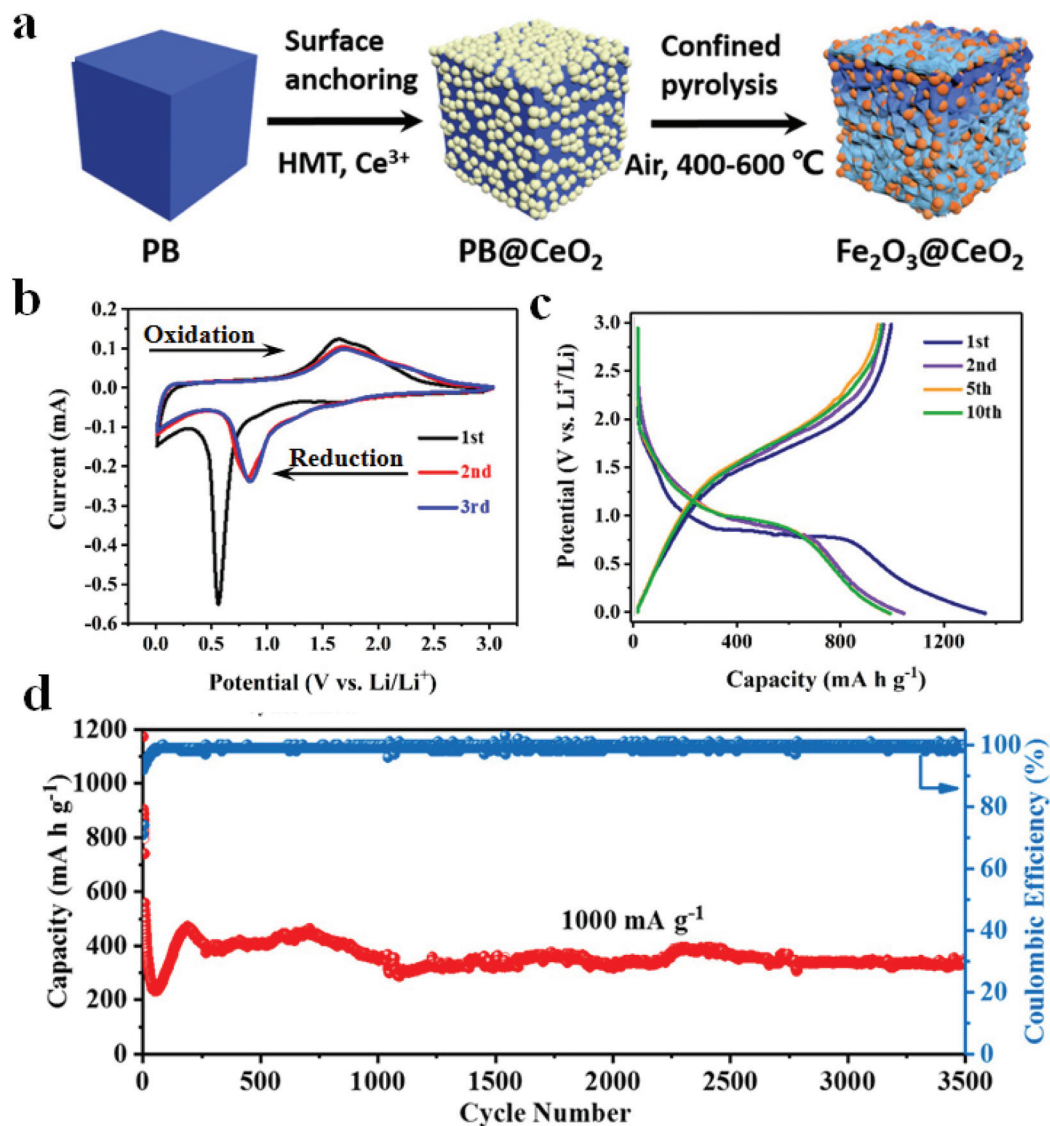 a
Surface
anchoring
HMT, Ce³⁺
Confined
pyrolysis
Air, 400-600 ℃
PB
PB@CeO₂
Fe₂O₃@CeO₂
b
0.2
0.1
0.0
-0.1
-0.2
-0.3
-0.4
-0.5
-0.6
Current (mA)
Oxidation
Reduction
1st
2nd
3rd
0.0 0.5 1.0 1.5 2.0 2.5 3.0
Potential (V vs. Li/Li⁺)
c
3.0
2.5
2.0
1.5
1.0
0.5
0.0
Potential (V vs. Li⁺/Li)
1st
2nd
5th
10th
0 400 800 1200
Capacity (mA h g⁻¹)
d
1200
1000
800
600
400
200
0
Capacity (mA h g⁻¹)
1000 mA g⁻¹
100
80
60
40
20
0
Coulombic Efficiency (%)
0 500 1000 1500 2000 2500 3000 3500
Cycle Number